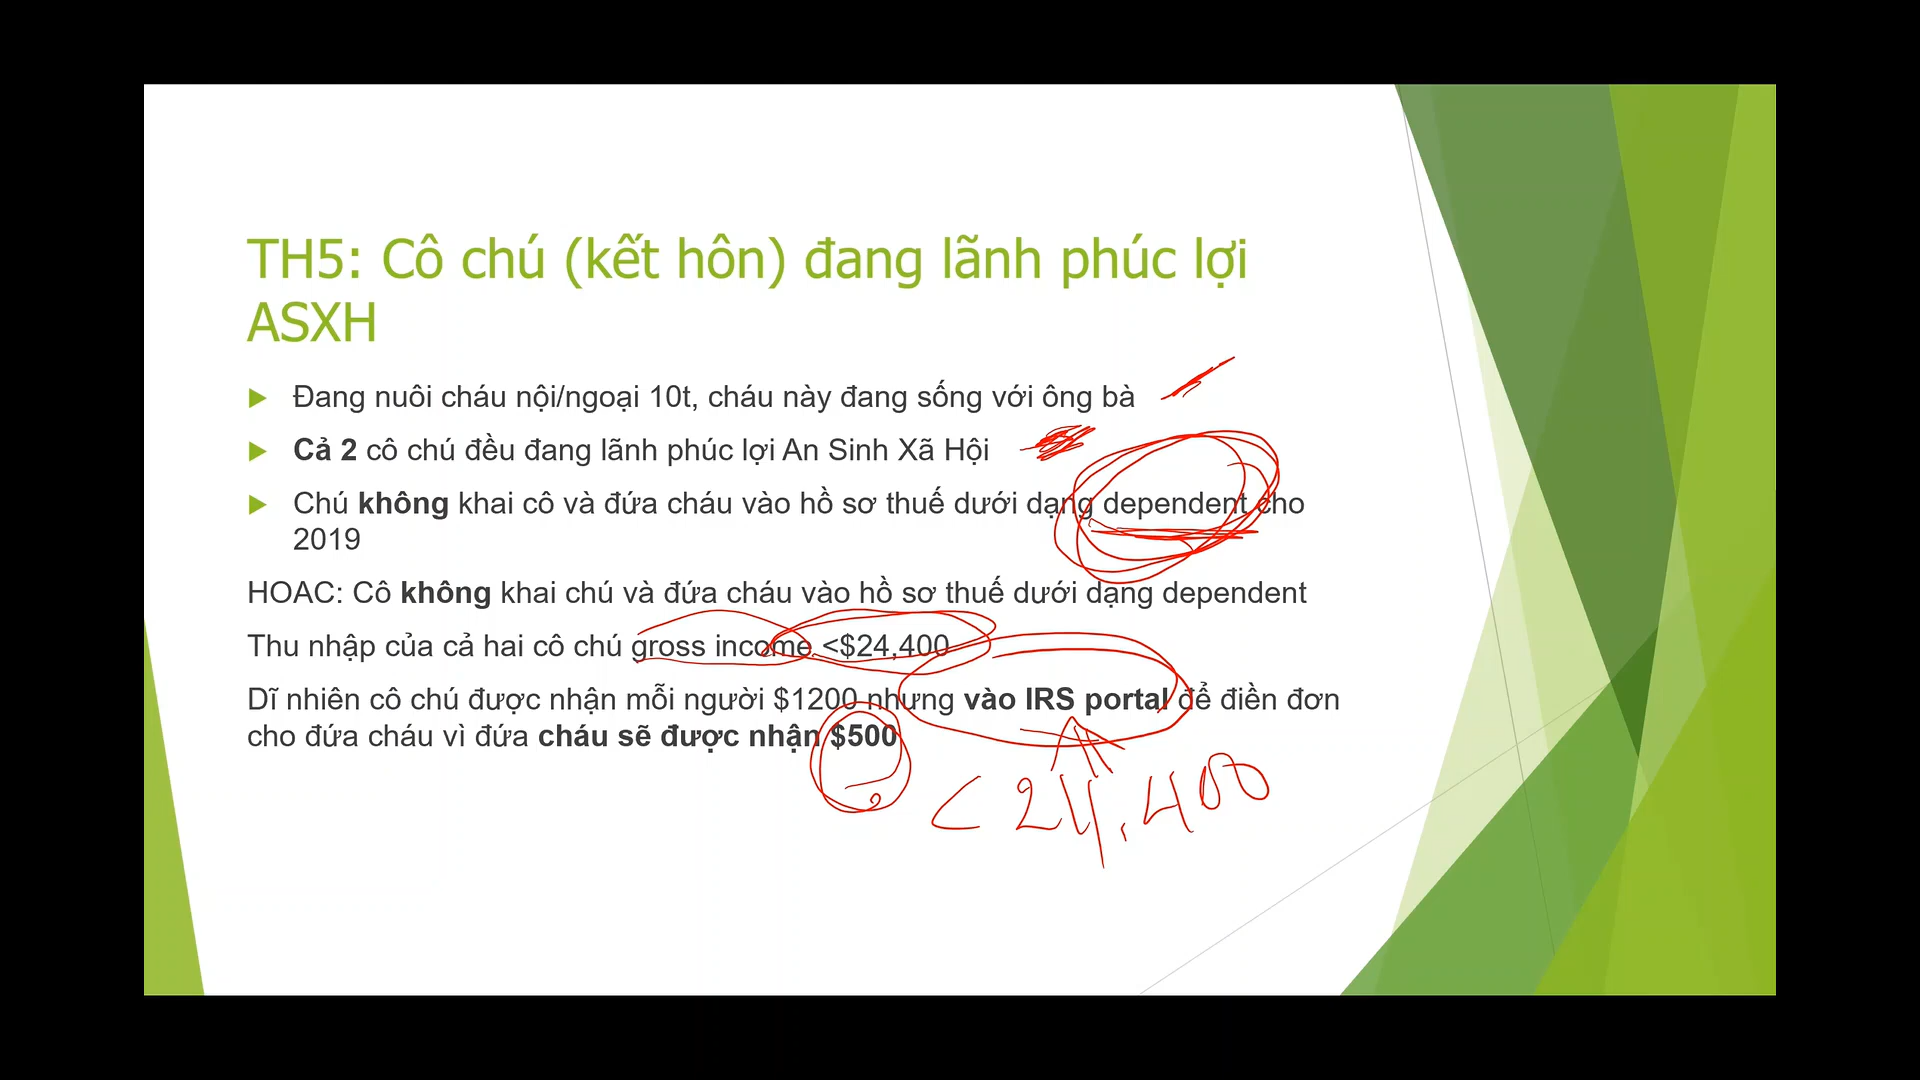 TH5: Cô chú (kết hôn) đang lãnh phúc lợi
ASXH
Đang nuôi cháu nội/ngoại 10t, cháu này đang sống với ông bà
Cả 2 cô chú đều đang lãnh phúc lợi An Sinh Xã Hội
Chú không khai cô và đứa cháu vào hồ sơ thuế dưới dạng dependent cho
2019
HOAC: Cô không khai chú và đứa cháu vào hồ sơ thuế dưới dạng dependent
Thu nhập của cả hai cô chú gross income <$24,400
Dĩ nhiên cô chú được nhận mỗi người $1200 nhưng vào IRS portal để điền đơn
cho đứa cháu vì đứa cháu sẽ được nhận $500
< 24,400